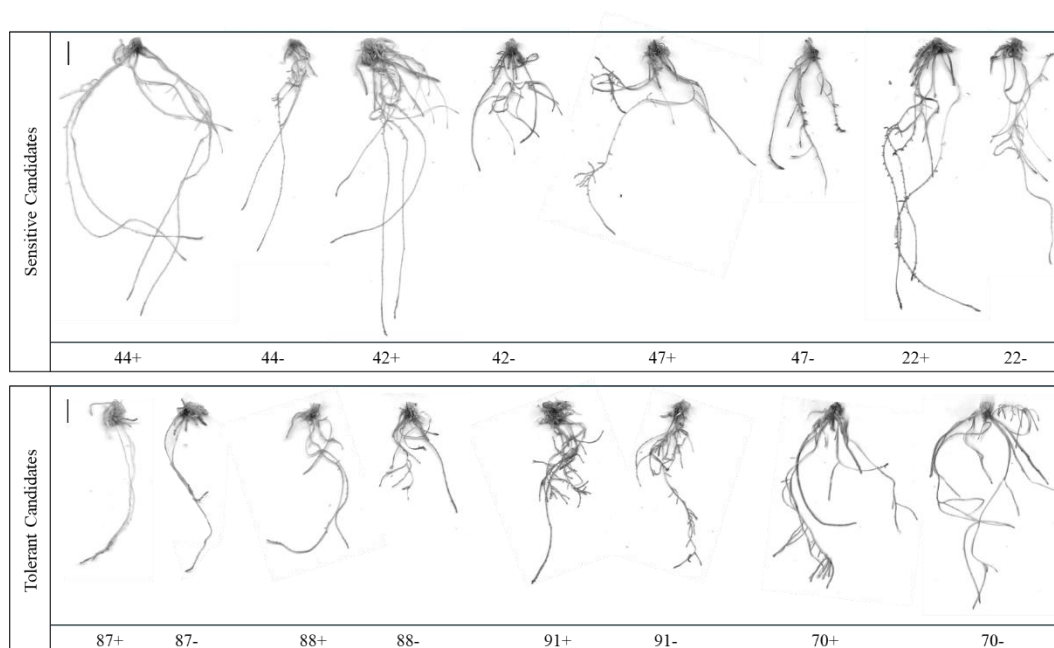 Sensitive Candidates
44+ 44- 42+ 42- 47+ 47- 22+ 22-
Tolerant Candidates
87+ 87- 88+ 88- 91+ 91- 70+ 70-